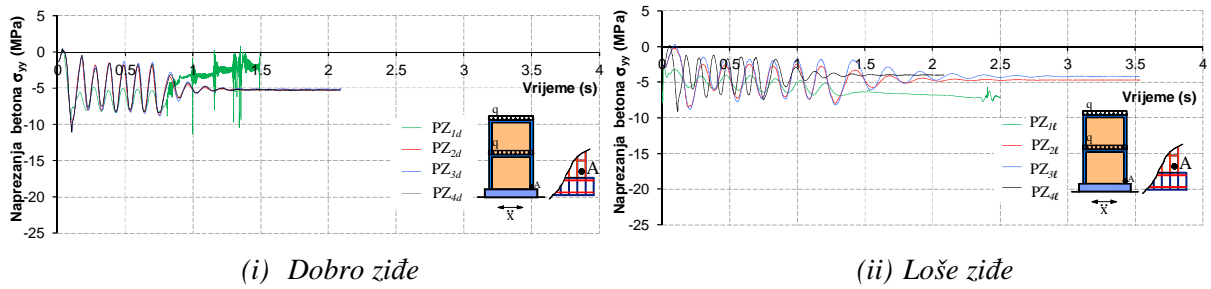 Naprezanja betona σyy (MPa)
5
0
-5
-10
-15
-20
-25
0 0.5 1 1.5 2 2.5 3 3.5 4
Vrijeme (s)
PZ1d
PZ2d
PZ3d
PZ4d
q
q
A
A
ẍ
(i) Dobro ziđe
Naprezanja betona σyy (MPa)
5
0
-5
-10
-15
-20
-25
0 0.5 1 1.5 2 2.5 3 3.5 4
Vrijeme (s)
PZ1ℓ
PZ2ℓ
PZ3ℓ
PZ4ℓ
q
q
A
A
ẍ
(ii) Loše ziđe